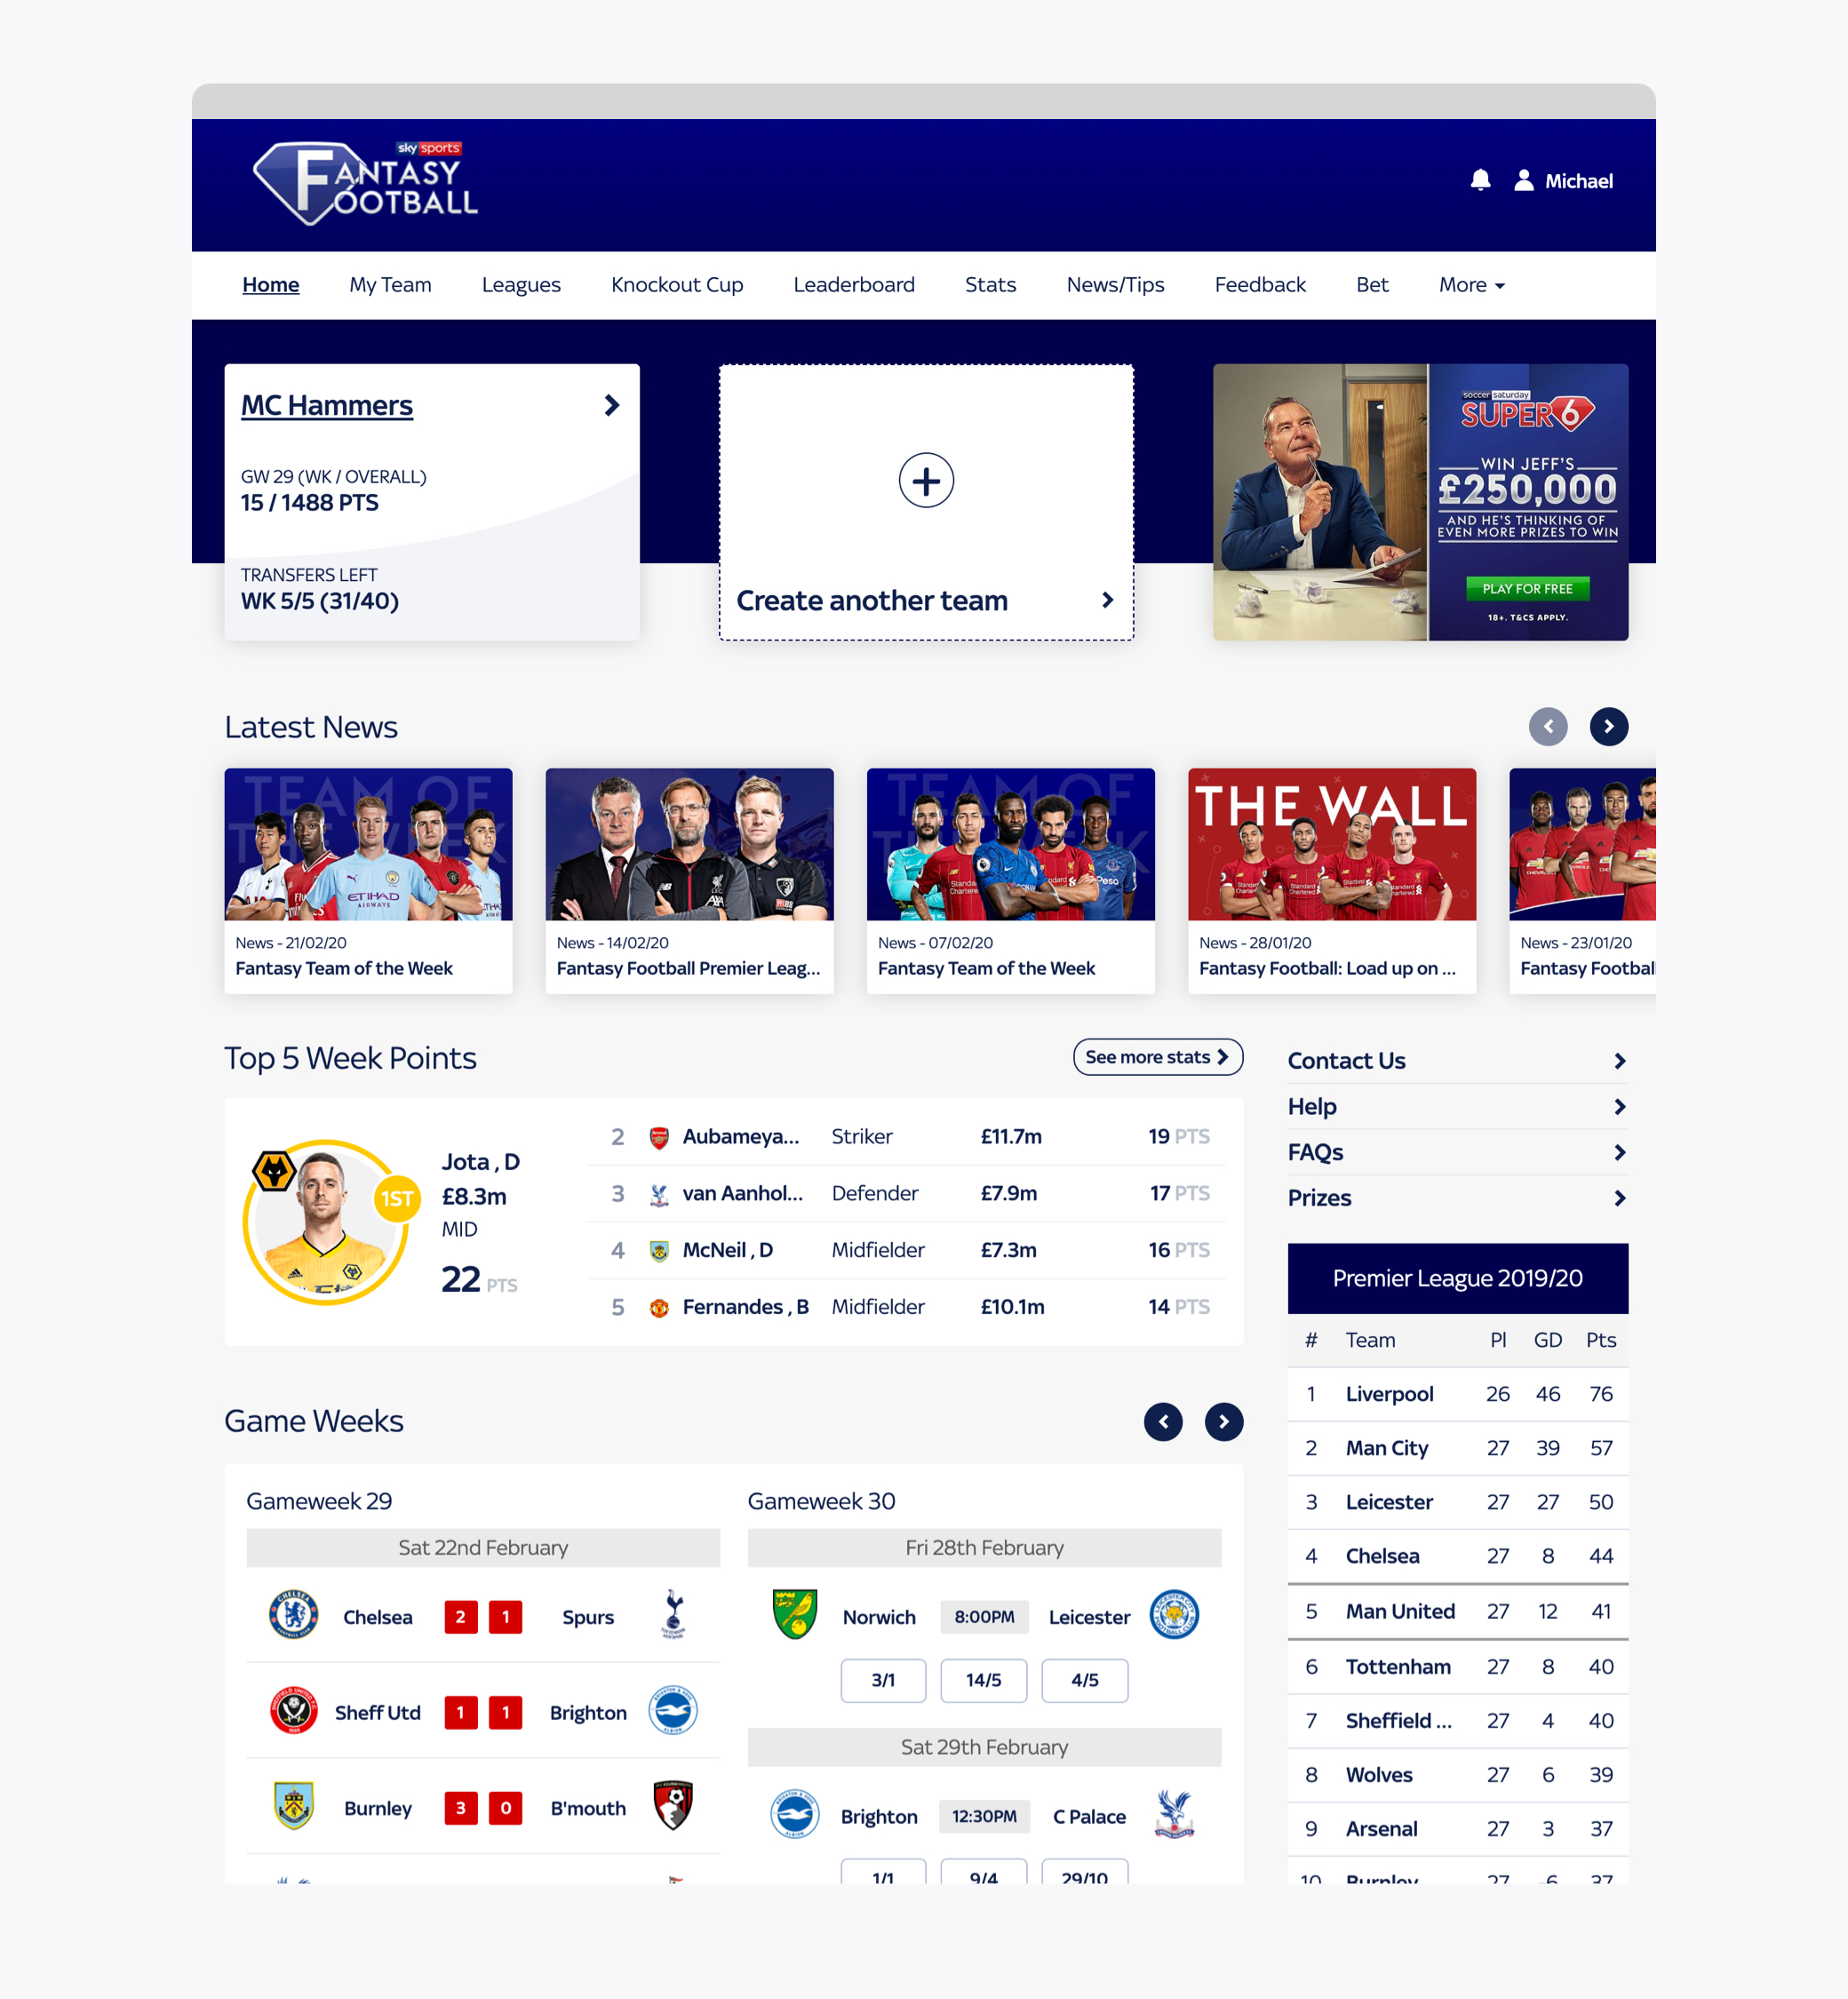 sky sports
FANTASY
FOOTBALL
Michael
Home My Team Leagues Knockout Cup Leaderboard Stats News/Tips Feedback Bet More
MC Hammers
GW 29 (WK / OVERALL)
15 / 1488 PTS
TRANSFERS LEFT
WK 5/5 (31/40)
Create another team
soccer saturday
SUPER 6
WIN JEFF'S
£250,000
AND HE'S THINKING OF
EVEN MORE PRIZES TO WIN
PLAY FOR FREE
18+. T&CS APPLY.
Latest News
TEAM OF
THE WEEK
ETIHAD
AIRWAYS
News - 21/02/20
Fantasy Team of the Week
News - 14/02/20
Fantasy Football Premier Leag...
TEAM OF
THE WEEK
News - 07/02/20
Fantasy Team of the Week
THE WALL
News - 28/01/20
Fantasy Football: Load up on ...
News - 23/01/20
Fantasy Football
Top 5 Week Points
See more stats
1ST
Jota , D
£8.3m
MID
22 PTS
2 Aubameya... Striker £11.7m 19 PTS
3 van Aanhol... Defender £7.9m 17 PTS
4 McNeil , D Midfielder £7.3m 16 PTS
5 Fernandes , B Midfielder £10.1m 14 PTS
Contact Us
Help
FAQs
Prizes
Premier League 2019/20
# Team Pl GD Pts
1 Liverpool 26 46 76
2 Man City 27 39 57
3 Leicester 27 27 50
4 Chelsea 27 8 44
5 Man United 27 12 41
6 Tottenham 27 8 40
7 Sheffield ... 27 4 40
8 Wolves 27 6 39
9 Arsenal 27 3 37
10 Burnley 27 -6 37
Game Weeks
Gameweek 29
Sat 22nd February
Chelsea 2 1 Spurs
Sheff Utd 1 1 Brighton
Burnley 3 0 B'mouth
Gameweek 30
Fri 28th February
Norwich 8:00PM Leicester
3/1 14/5 4/5
Sat 29th February
Brighton 12:30PM C Palace
1/1 9/4 29/10